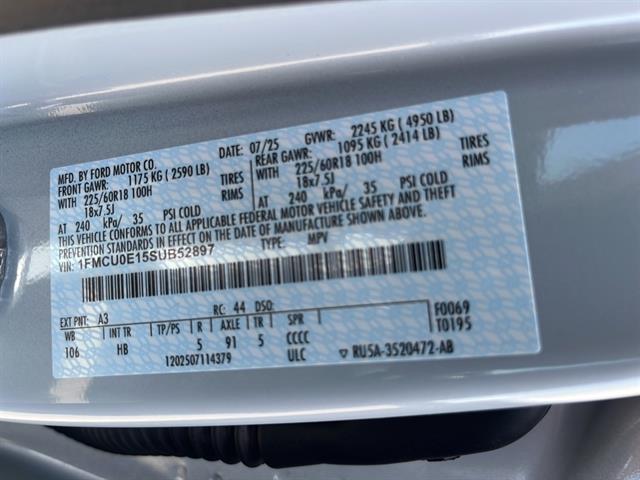 MFD. BY FORD MOTOR CO.
DATE: 07/25 GVWR: 2245 KG ( 4950 LB)
FRONT GAWR: 1175 KG ( 2590 LB) REAR GAWR: 1095 KG ( 2414 LB)
WITH 225/60R18 100H TIRES WITH 225/60R18 100H TIRES
18x7.5J RIMS 18x7.5J RIMS
AT 240 kPa/ 35 PSI COLD AT 240 kPa/ 35 PSI COLD
THIS VEHICLE CONFORMS TO ALL APPLICABLE FEDERAL MOTOR VEHICLE SAFETY AND THEFT
PREVENTION STANDARDS IN EFFECT ON THE DATE OF MANUFACTURE SHOWN ABOVE.
VIN: 1FMCU0E15SUB52897 TYPE: MPV
EXT PNT: A3 RC: 44 DSO: F0069
WB INT TR TP/PS R AXLE TR SPR T0195
106 HB 5 91 5 CCCC
1202507114379 ULC ▽ RU5A-3520472-AB